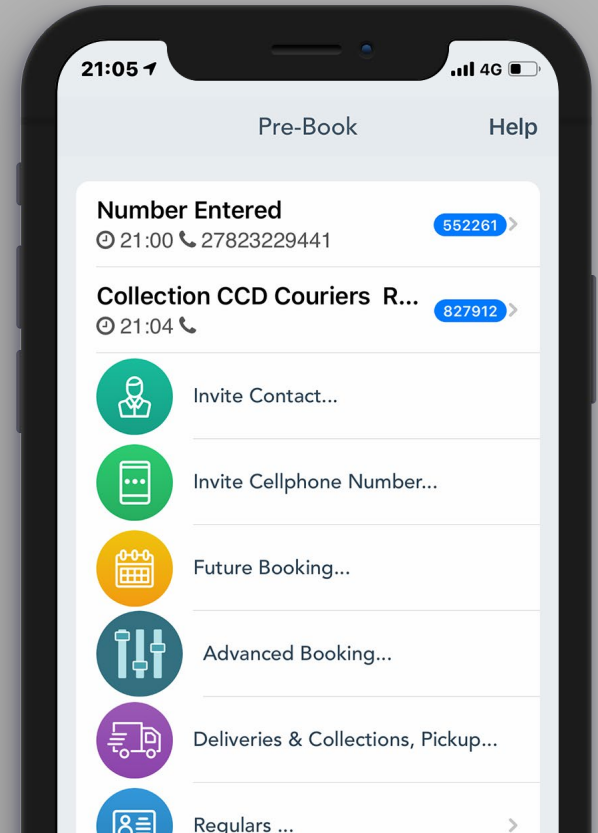 21:05 4G
Pre-Book Help
Number Entered
21:00 27823229441 552261
Collection CCD Couriers R...
21:04 827912
Invite Contact...
Invite Cellphone Number...
Future Booking...
Advanced Booking...
Deliveries & Collections, Pickup...
Regulars ...